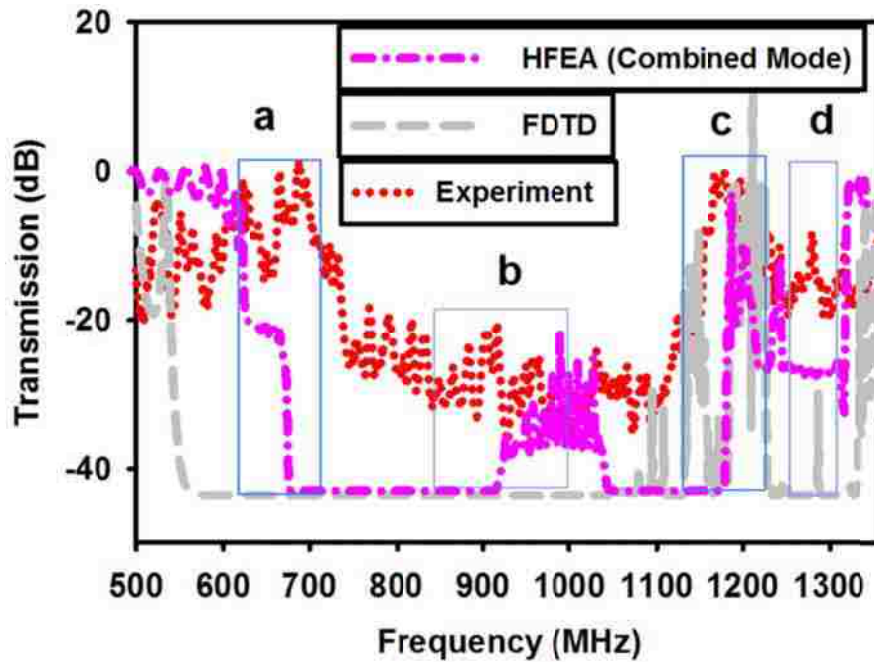 20
HFEA (Combined Mode)
a
FDTD
c
d
0
Experiment
b
-20
-40
Transmission (dB)
500 600 700 800 900 1000 1100 1200 1300
Frequency (MHz)